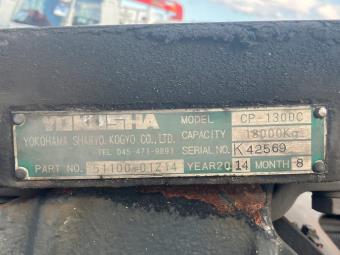 YOKOSHA
YOKOHAMA SHARYO KOGYO CO., LTD.
TEL 045-471-9891
PART NO. 51100-01Z14
MODEL CP-1300C
CAPACITY 18000Kg
SERIAL NO. K 42569
YEAR 2014 MONTH 8